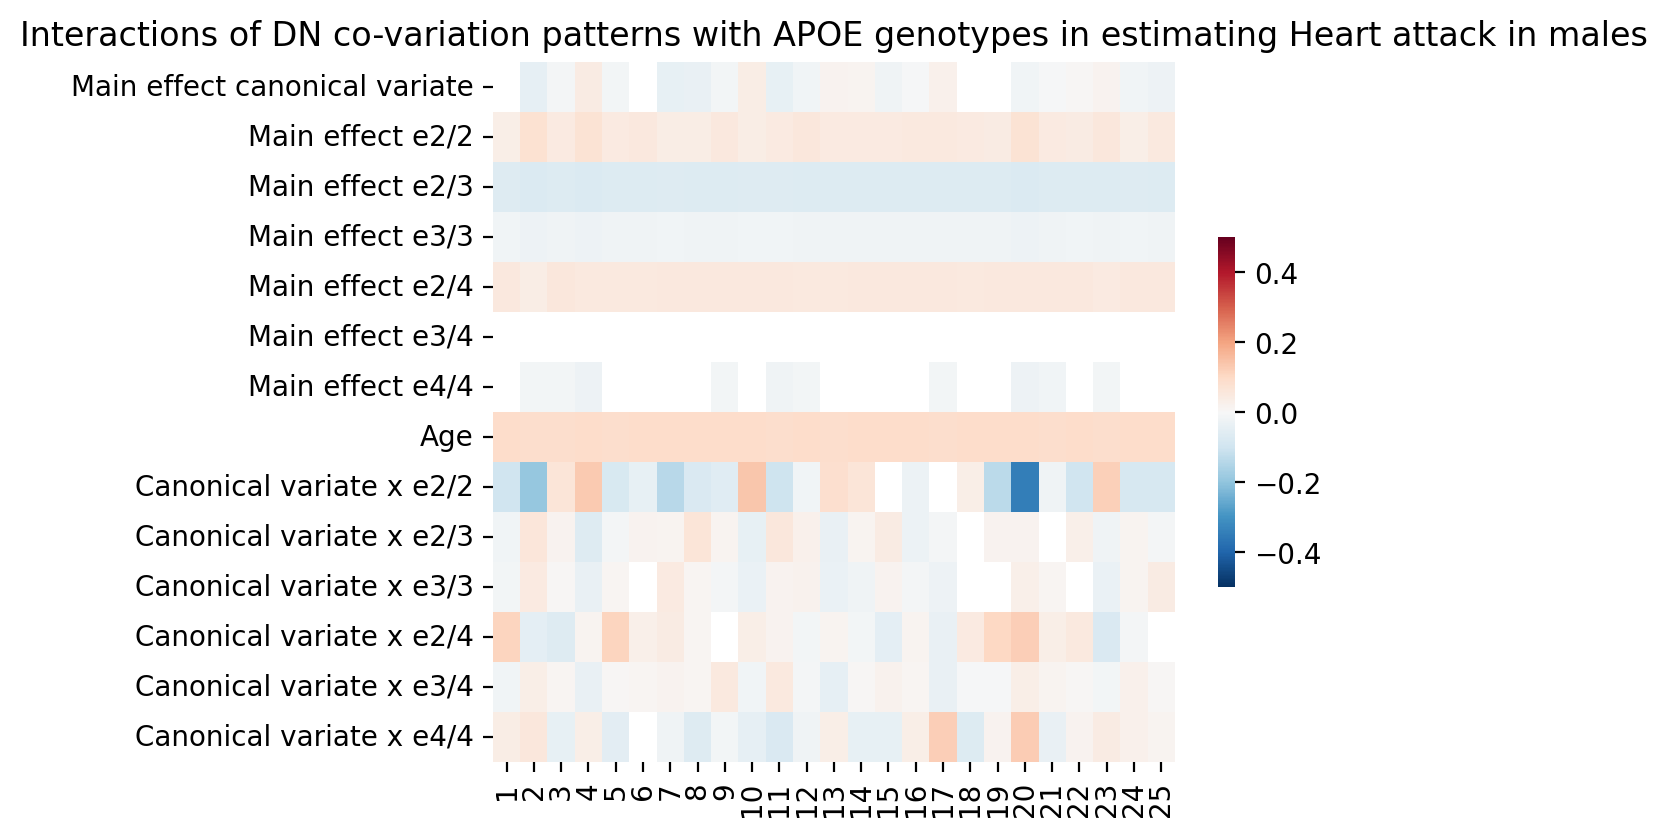 Interactions of DN co-variation patterns with APOE genotypes in estimating Heart attack in males
Main effect canonical variate
Main effect e2/2
Main effect e2/3
Main effect e3/3
Main effect e2/4
Main effect e3/4
Main effect e4/4
Age
Canonical variate x e2/2
Canonical variate x e2/3
Canonical variate x e3/3
Canonical variate x e2/4
Canonical variate x e3/4
Canonical variate x e4/4
1 2 3 4 5 6 7 8 9 10 11 12 13 14 15 16 17 18 19 20 21 22 23 24 25
0.4
0.2
0.0
−0.2
−0.4